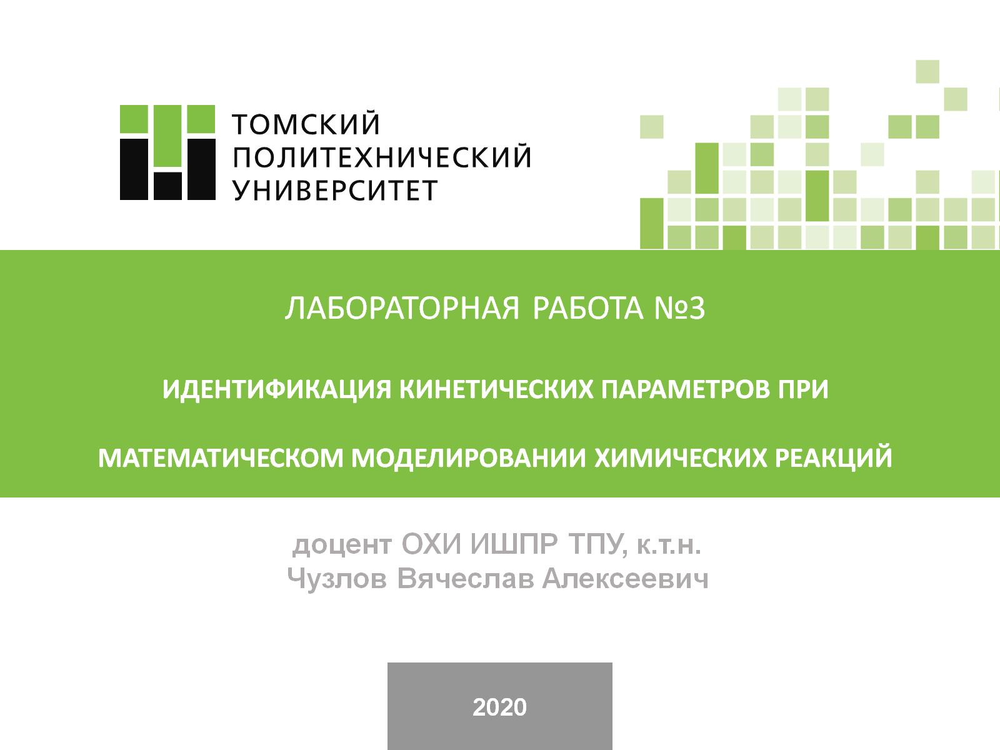 ТОМСКИЙ
ПОЛИТЕХНИЧЕСКИЙ
УНИВЕРСИТЕТ
ЛАБОРАТОРНАЯ РАБОТА №3
ИДЕНТИФИКАЦИЯ КИНЕТИЧЕСКИХ ПАРАМЕТРОВ ПРИ
МАТЕМАТИЧЕСКОМ МОДЕЛИРОВАНИИ ХИМИЧЕСКИХ РЕАКЦИЙ
доцент ОХИ ИШПР ТПУ, к.т.н.
Чузлов Вячеслав Алексеевич
2020